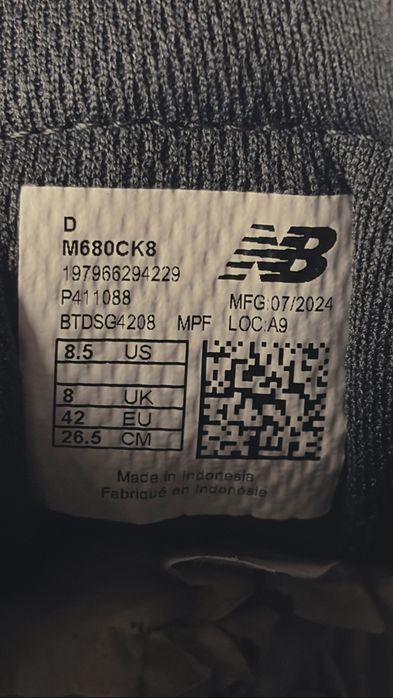 D
M680CK8
197966294229
P411088 MFG:07/2024
BTDSG4208 MPF LOC:A9
NB
8.5 US
8 UK
42 EU
26.5 CM
Made in Indonesia
Fabriqué en Indonésie